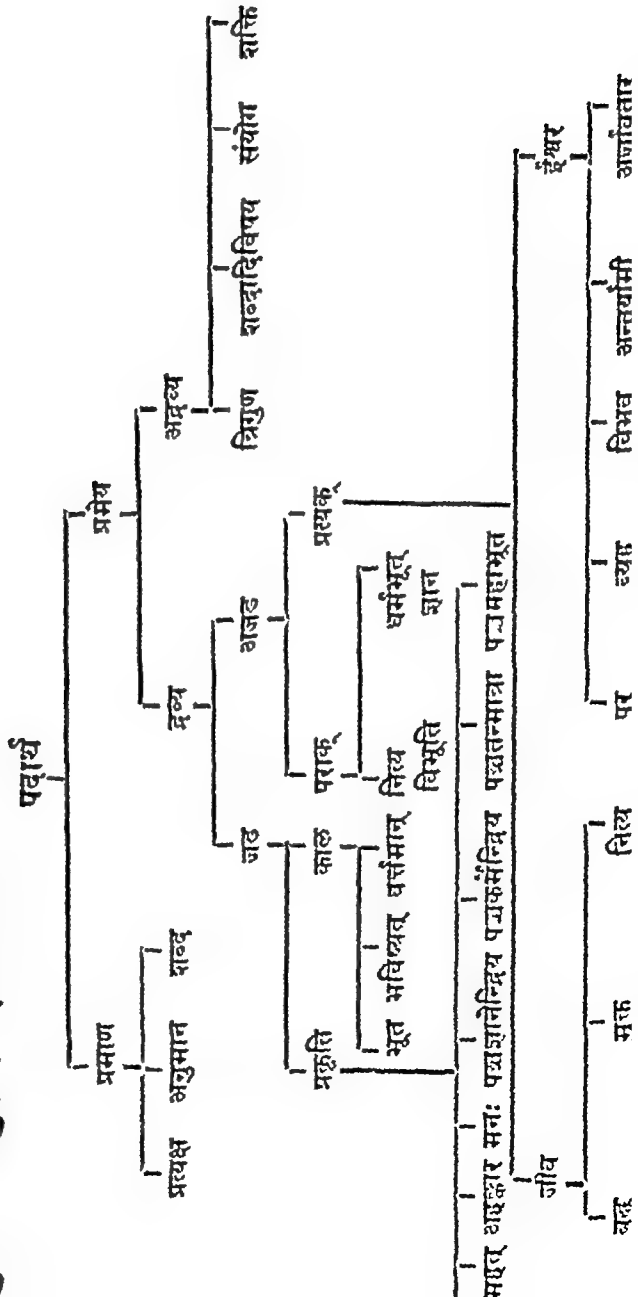 पदार्थ
प्रमाण प्रमेय
प्रत्यक्ष अनुमान शब्द द्रव्य अद्रव्य
जड अजड त्रिगुण शब्दादिविषय संयोग शक्ति
प्रकृति काल पराक् प्रत्यक्
भूत भविष्यत् वर्त्तमान् नित्य धर्मभूत्
विभूति ज्ञान
महत् अहङ्कार मनः पञ्चज्ञानेन्द्रिय पञ्चकर्मेन्द्रिय पञ्चतन्मात्रा पञ्चमहाभूत
जीव ईश्वर
बद्ध मुक्त नित्य पर व्यूह विभव अन्तर्यामी अर्चावतार